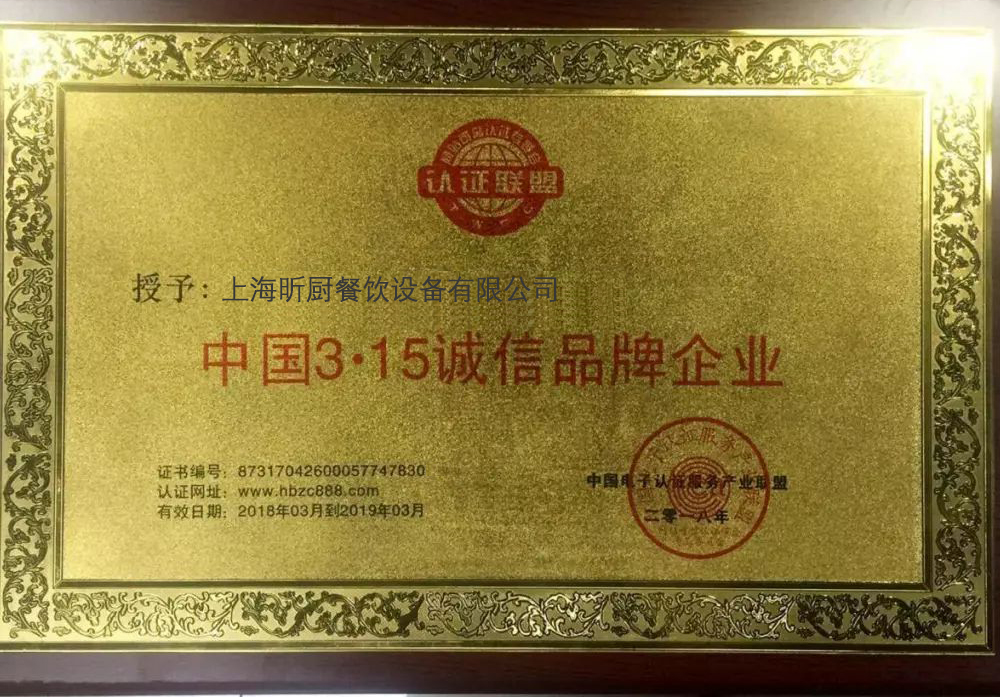 认证联盟
授予：上海昕厨餐饮设备有限公司
中国3·15诚信品牌企业
证书编号：87317042600057747830
认证网址：www.hbzc888.com
有效日期：2018年03月到2019年03月
中国电子认证服务产业联盟
二零一八年